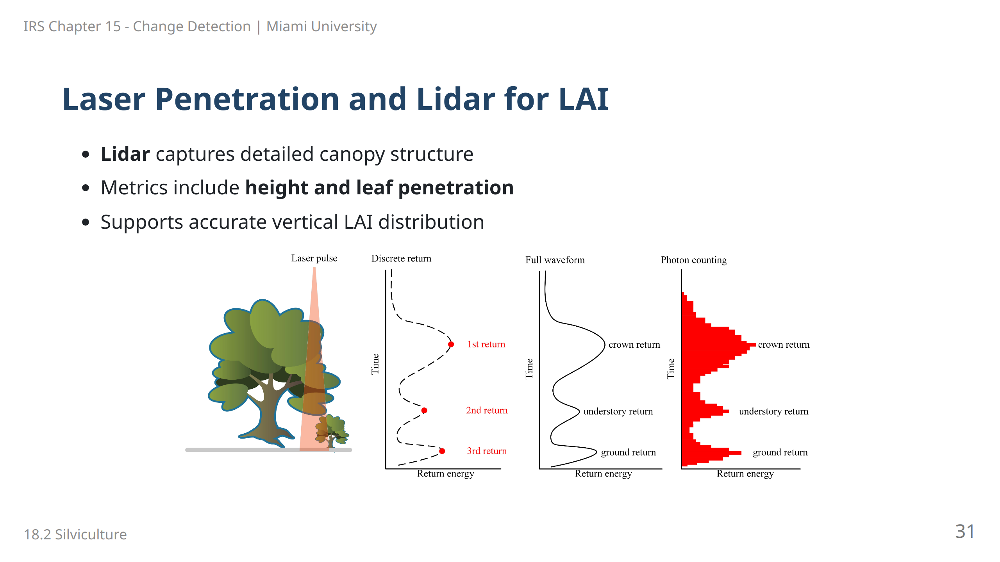 IRS Chapter 15 - Change Detection | Miami University
Laser Penetration and Lidar for LAI
Lidar captures detailed canopy structure
Metrics include height and leaf penetration
Supports accurate vertical LAI distribution
Laser pulse
Discrete return
Time
1st return
2nd return
3rd return
Return energy
Full waveform
Time
crown return
understory return
ground return
Return energy
Photon counting
Time
crown return
understory return
ground return
Return energy
18.2 Silviculture
31